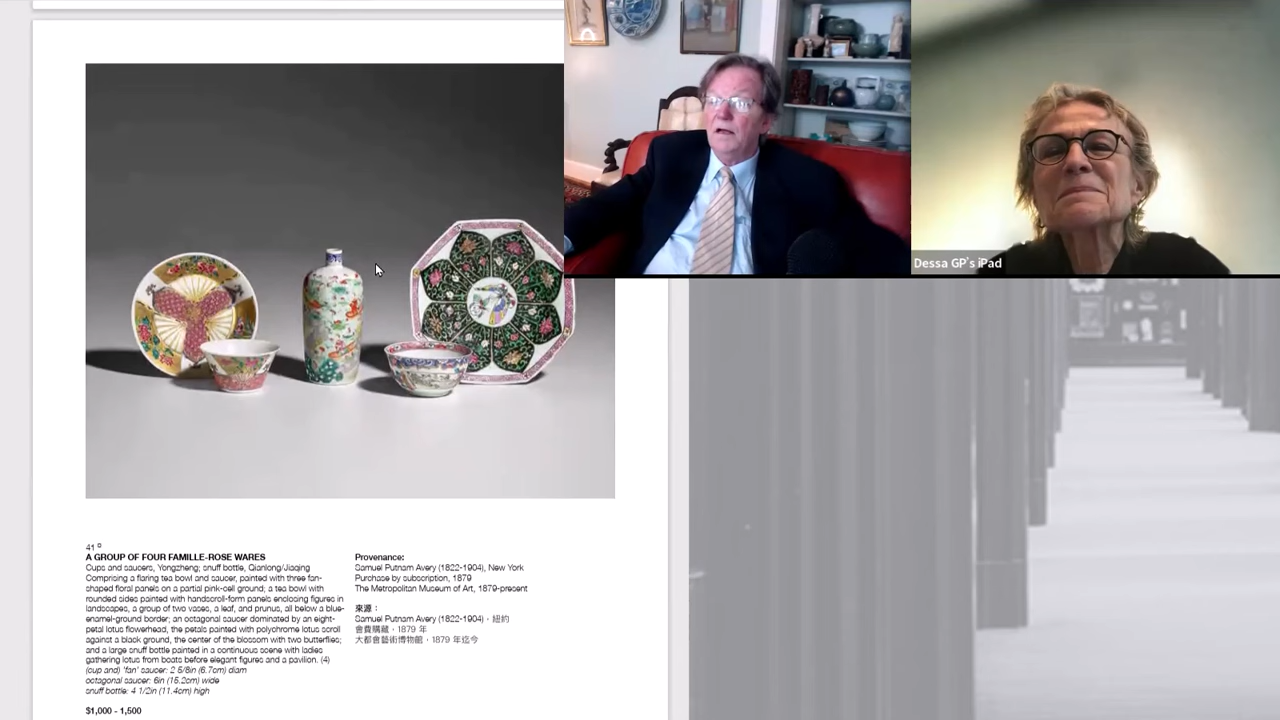 Dessa GP's iPad
41 ¤
A GROUP OF FOUR FAMILLE-ROSE WARES
Cups and saucers, Yongzheng; snuff bottle, Qianlong/Jiaqing
Comprising a flaring tea bowl and saucer, painted with three fan-
shaped floral panels on a partial pink-cell ground; a tea bowl with
rounded sides painted with handscroll-form panels enclosing figures in
landscapes, a group of two vases, a leaf, and prunus, all below a blue-
enamel-ground border; an octagonal saucer dominated by an eight-
petal lotus flowerhead, the petals painted with polychrome lotus scroll
against a black ground, the center of the blossom with two butterflies;
and a large snuff bottle painted in a continuous scene with ladies
gathering lotus from boats before elegant figures and a pavilion. (4)
(cup and) 'fan' saucer: 2 5/8in (6.7cm) diam
octagonal saucer: 6in (15.2cm) wide
snuff bottle: 4 1/2in (11.4cm) high
$1,000 - 1,500
Provenance:
Samuel Putnam Avery (1822-1904), New York
Purchase by subscription, 1879
The Metropolitan Museum of Art, 1879-present
來源：
Samuel Putnam Avery (1822-1904)，紐約
會費購藏，1879 年
大都會藝術博物館，1879 年迄今